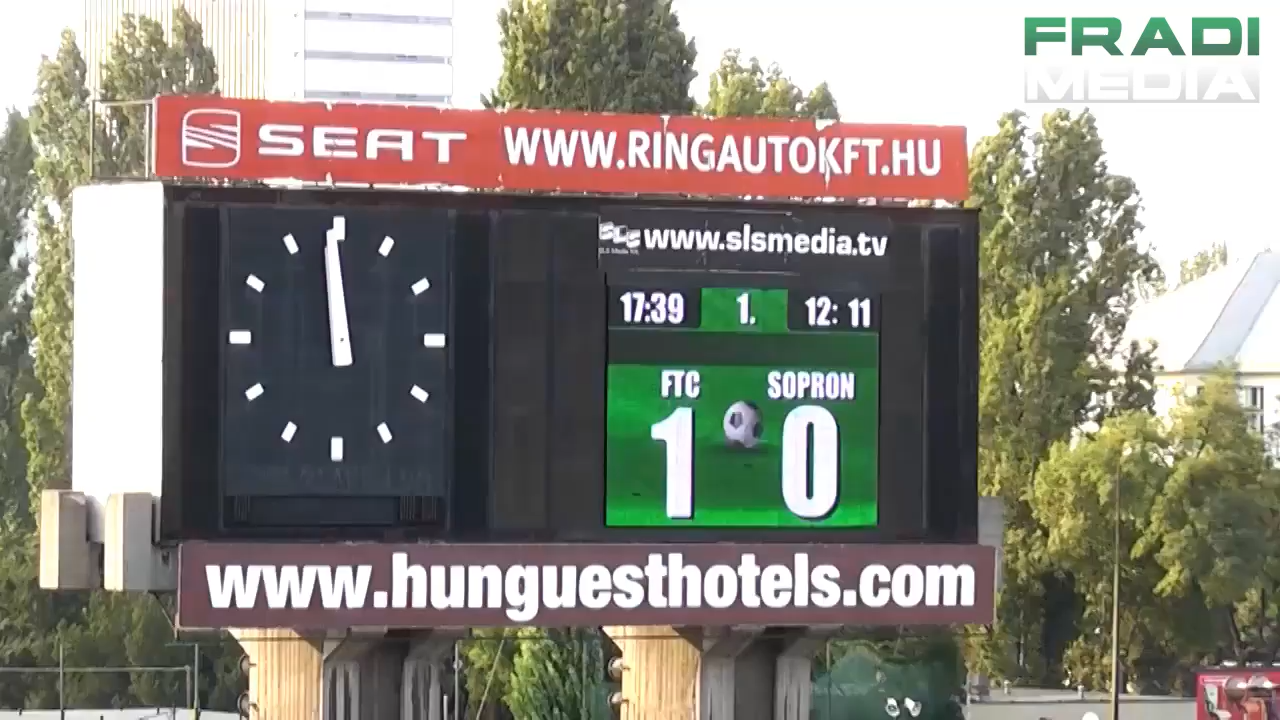 FRADI
MEDIA
SEAT WWW.RINGAUTOKFT.HU
www.slsmedia.tv
17:39 1. 12:11
FTC SOPRON
1 0
www.hunguesthotels.com